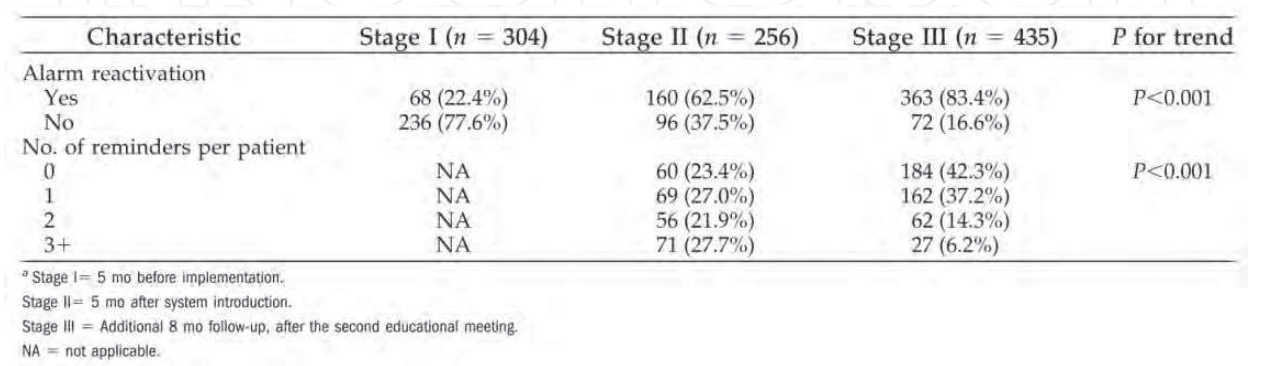 Characteristic Stage I (n = 304) Stage II (n = 256) Stage III (n = 435) P for trend
Alarm reactivation
Yes 68 (22.4%) 160 (62.5%) 363 (83.4%) P<0.001
No 236 (77.6%) 96 (37.5%) 72 (16.6%)
No. of reminders per patient
0 NA 60 (23.4%) 184 (42.3%) P<0.001
1 NA 69 (27.0%) 162 (37.2%)
2 NA 56 (21.9%) 62 (14.3%)
3+ NA 71 (27.7%) 27 (6.2%)
a Stage I= 5 mo before implementation.
Stage II= 5 mo after system introduction.
Stage III = Additional 8 mo follow-up, after the second educational meeting.
NA = not applicable.